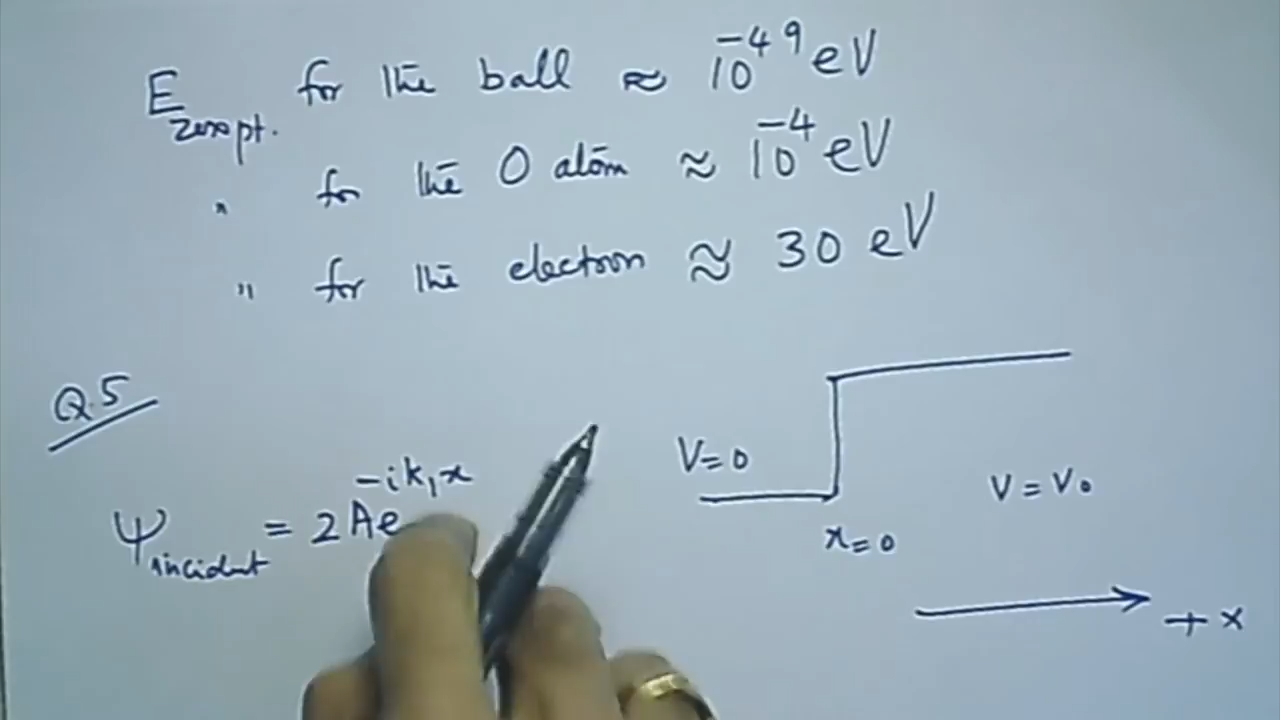 E zero pt. for the ball ≈ 10^-49 eV
" for the O atom ≈ 10^-4 eV
" for the electron ≈ 30 eV
Q.5
V=0
V = V0
ψ incident = 2Ae^-ik1x
x=0
+x